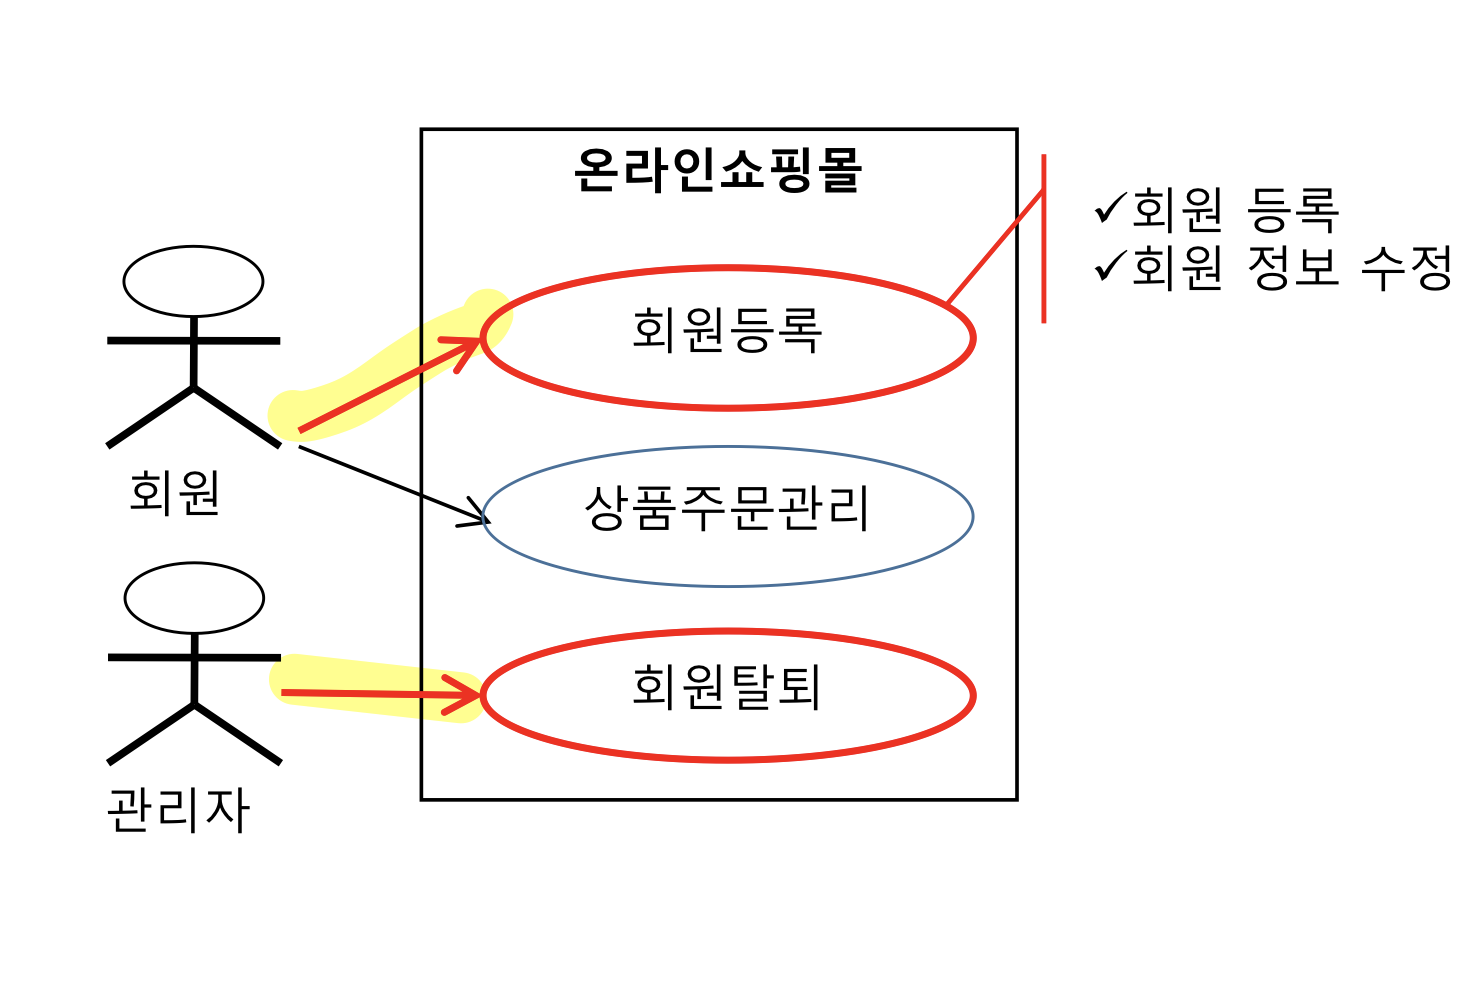 온라인쇼핑몰
✓회원 등록
✓회원 정보 수정
회원등록
회원
상품주문관리
회원탈퇴
관리자